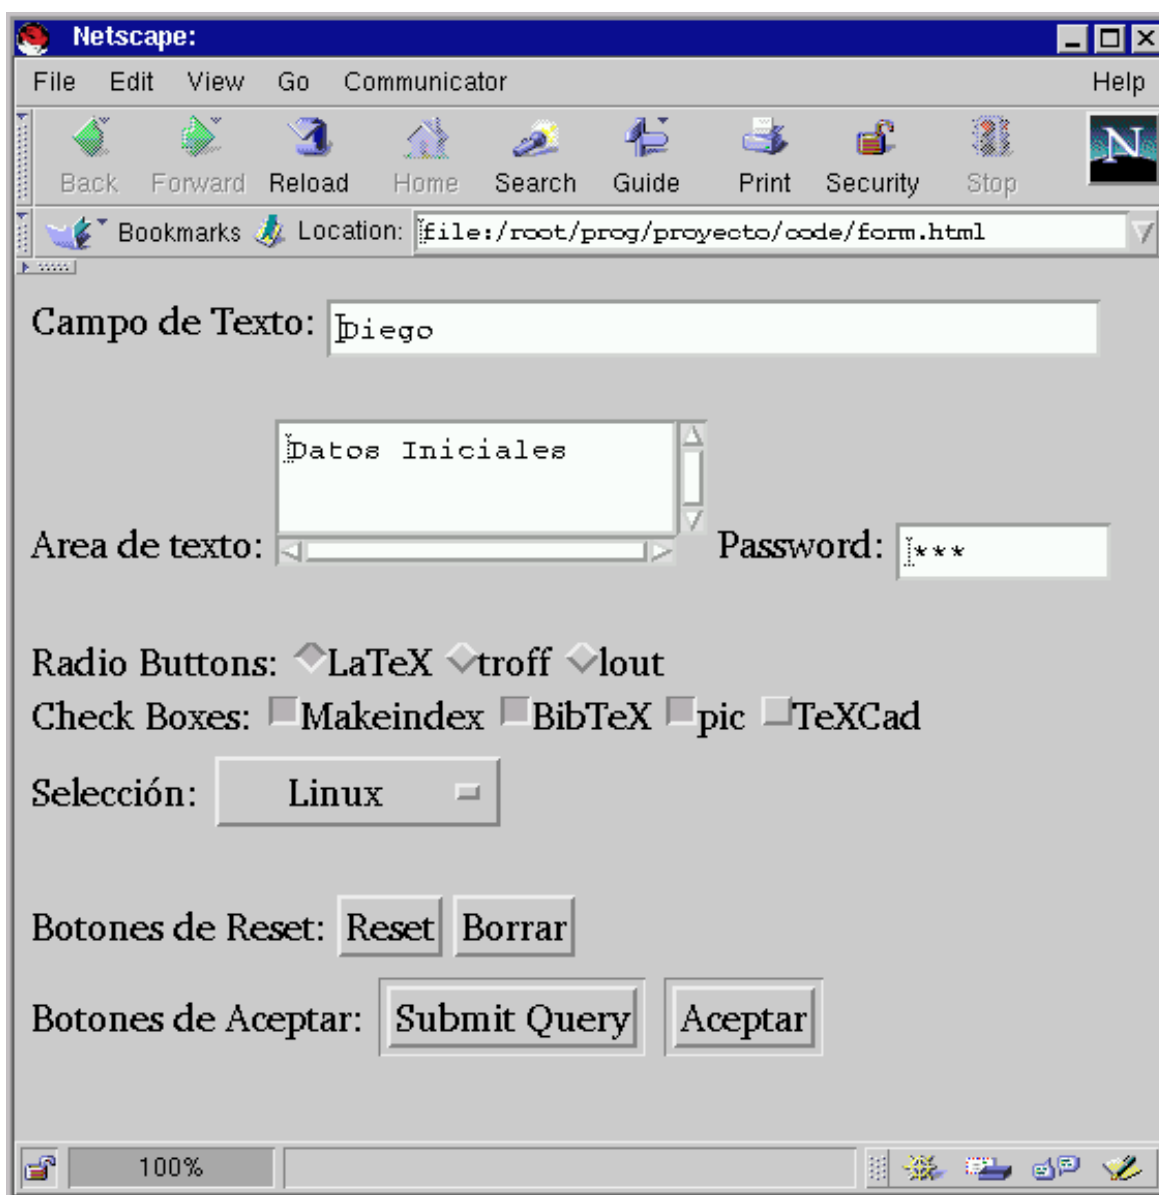 Netscape:
File Edit View Go Communicator Help
Back Forward Reload Home Search Guide Print Security Stop
N
Bookmarks Location: file:/root/prog/proyecto/code/form.html
Campo de Texto: Diego
Datos Iniciales
Area de texto: Password: ***
Radio Buttons: LaTeX troff lout
Check Boxes: Makeindex BibTeX pic TeXCad
Selección: Linux
Botones de Reset: Reset Borrar
Botones de Aceptar: Submit Query Aceptar
100%